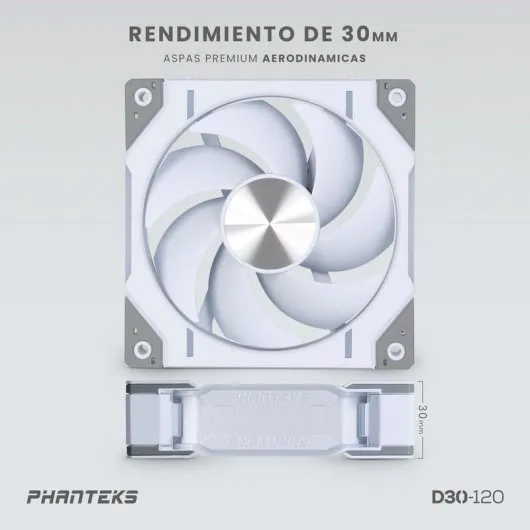 RENDIMIENTO DE 30MM
ASPAS PREMIUM AERODINAMICAS
PHANTEKS
30mm
PHANTEKS
D30-120